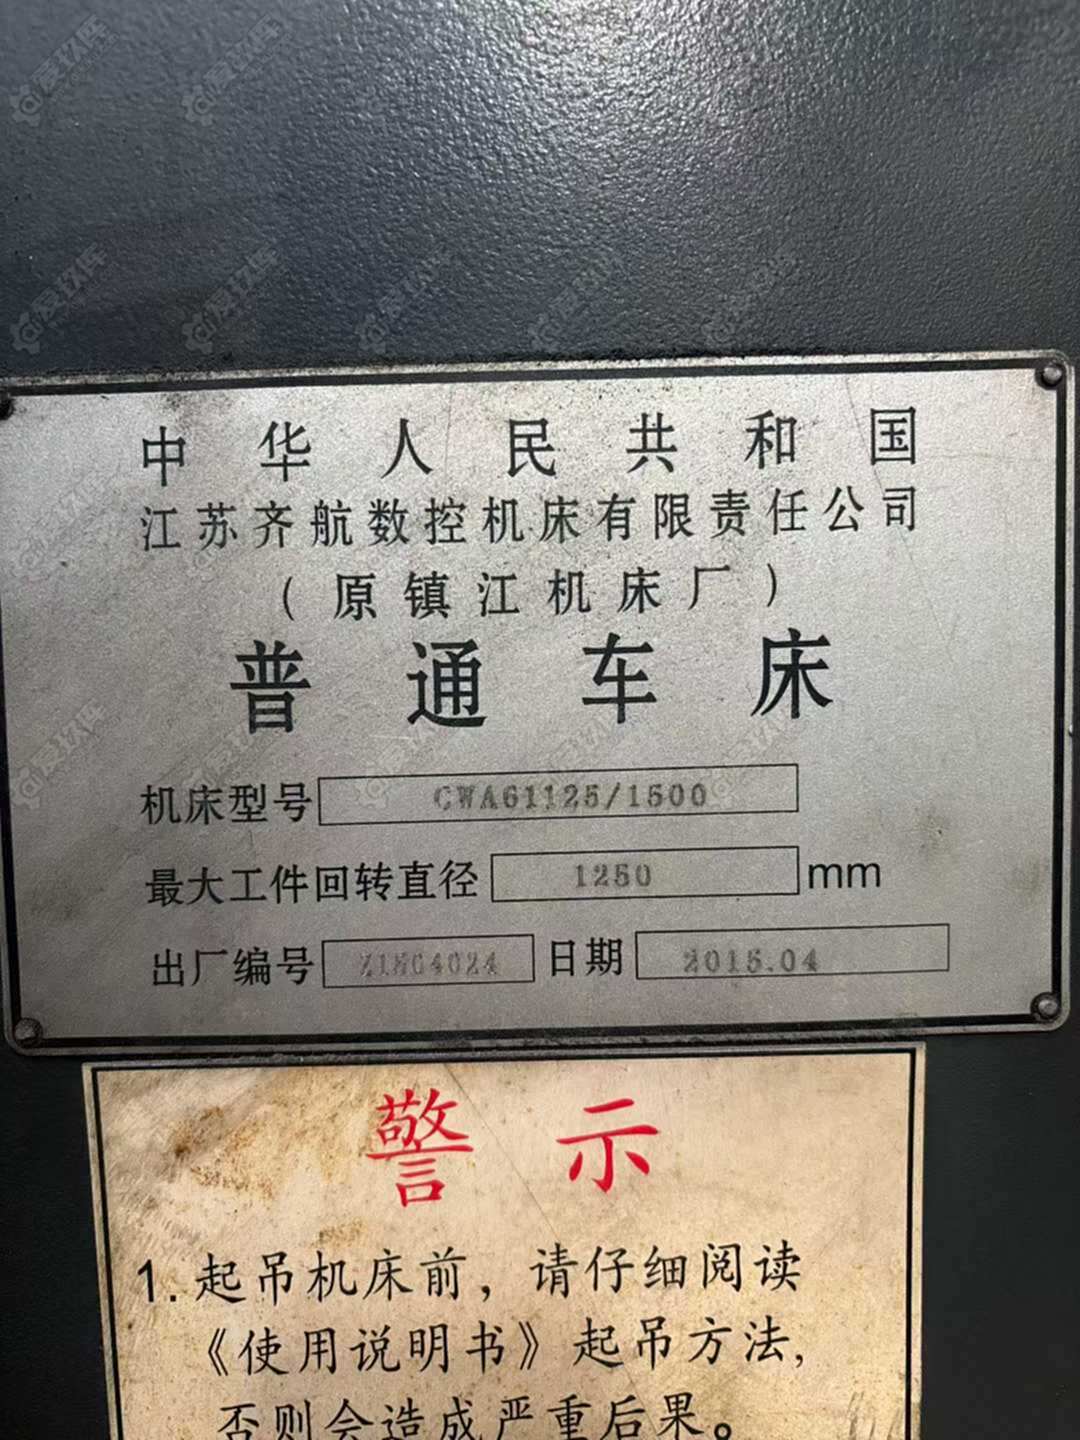 中华人民共和国
江苏齐航数控机床有限责任公司
(原镇江机床厂)
普通车床
机床型号 CWA61125/1500
最大工件回转直径 1250 mm
出厂编号 日期 2015.04
警示
1. 起吊机床前，请仔细阅读
《使用说明书》起吊方法，
否则会造成严重后果。